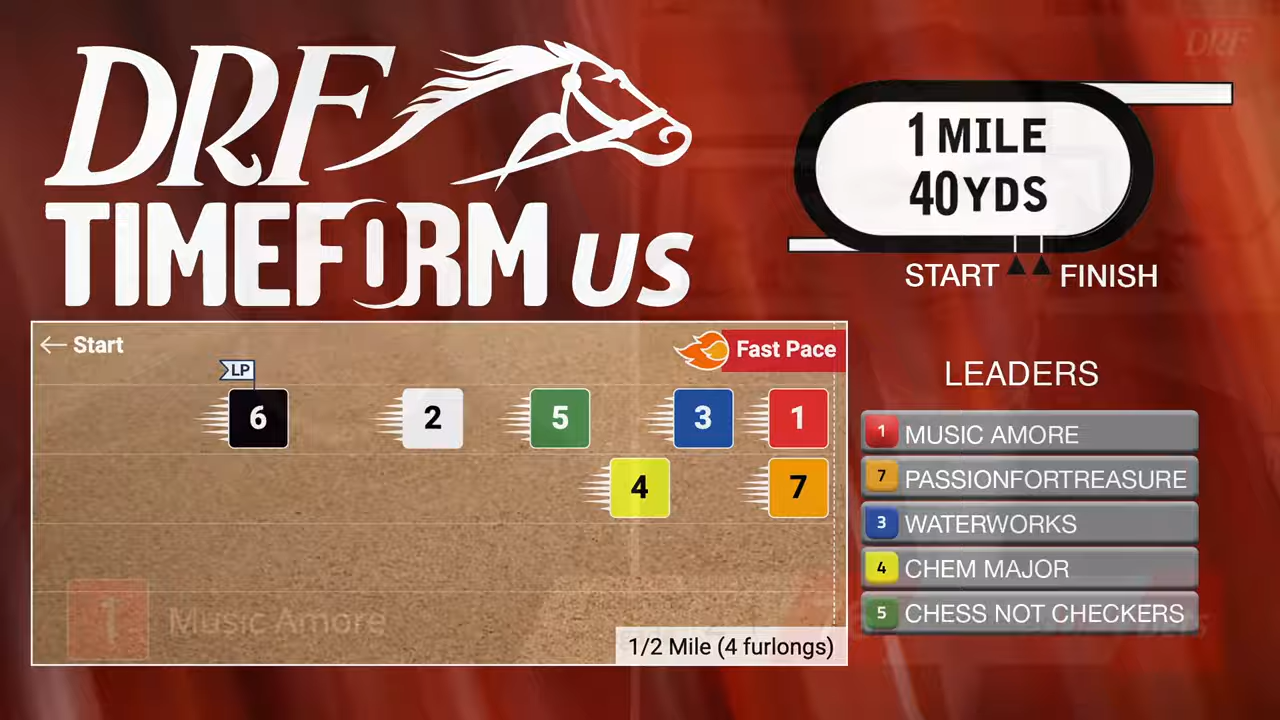 DRF
DRF
TIMEFORM US
1 MILE
40 YDS
START FINISH
← Start
Fast Pace
LP
6 2 5 3 1
4 7
1/2 Mile (4 furlongs)
1 Music Amore
LEADERS
1 MUSIC AMORE
7 PASSIONFORTREASURE
3 WATERWORKS
4 CHEM MAJOR
5 CHESS NOT CHECKERS